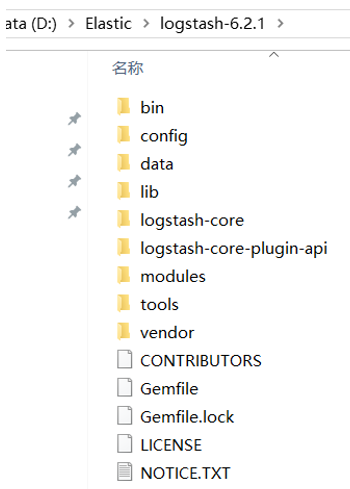 ata (D:) > Elastic > logstash-6.2.1 >
名称
bin
config
data
lib
logstash-core
logstash-core-plugin-api
modules
tools
vendor
CONTRIBUTORS
Gemfile
Gemfile.lock
LICENSE
NOTICE.TXT